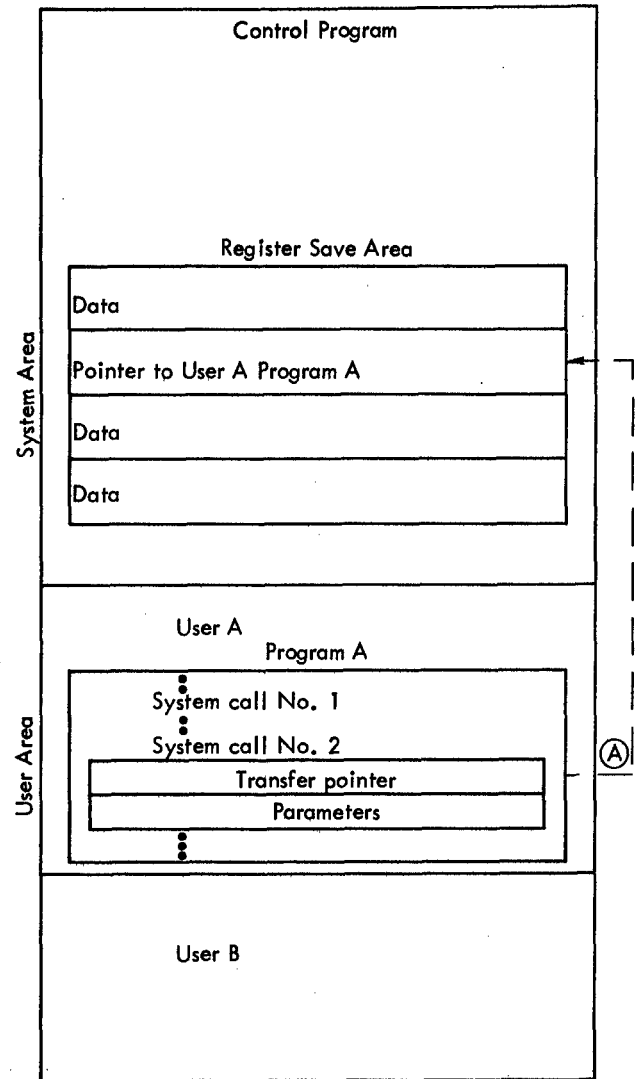 Control Program
Register Save Area
Data
Pointer to User A Program A
Data
Data
System Area
User A
Program A
System call No. 1
System call No. 2
Transfer pointer
Parameters
A
User Area
User B